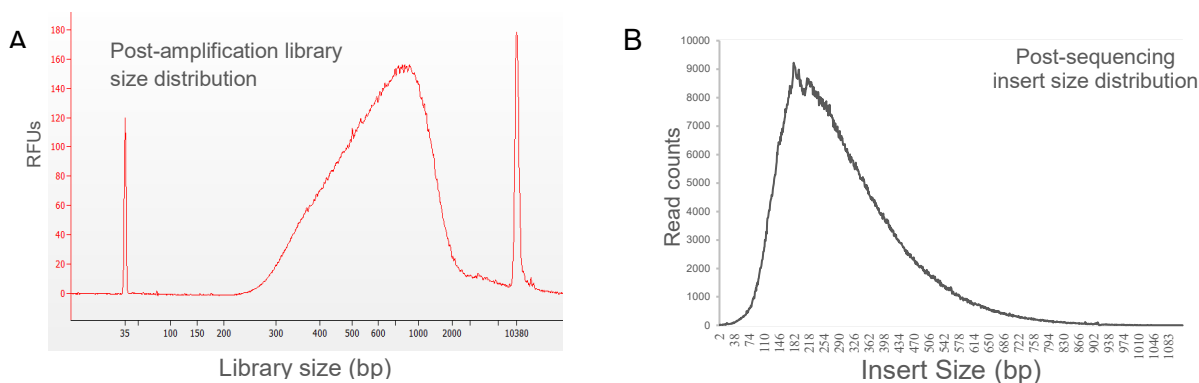 A
Post-amplification library
size distribution
RFUs
180
160
140
120
100
80
60
40
20
0
35 100 150 200 300 400 500 600 1000 2000 10380
Library size (bp)
B
Post-sequencing
insert size distribution
Read counts
10000
9000
8000
7000
6000
5000
4000
3000
2000
1000
0
2 38 74 110 146 182 218 254 290 326 362 398 434 470 506 542 578 614 650 686 722 758 794 830 866 902 938 974 1010 1046 1083
Insert Size (bp)